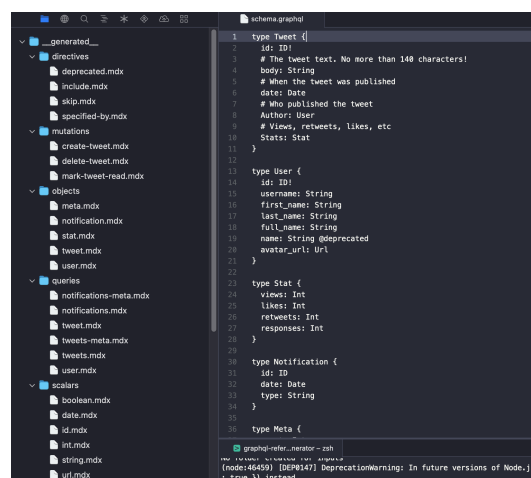 __generated__
directives
deprecated.mdx
include.mdx
skip.mdx
specified-by.mdx
mutations
create-tweet.mdx
delete-tweet.mdx
mark-tweet-read.mdx
objects
meta.mdx
notification.mdx
stat.mdx
tweet.mdx
user.mdx
queries
notifications-meta.mdx
notifications.mdx
tweet.mdx
tweets-meta.mdx
tweets.mdx
user.mdx
scalars
boolean.mdx
date.mdx
id.mdx
int.mdx
string.mdx
url.mdx
schema.graphql
1 type Tweet {
2 id: ID!
3 # The tweet text. No more than 140 characters!
4 body: String
5 # When the tweet was published
6 date: Date
7 # Who published the tweet
8 Author: User
9 # Views, retweets, likes, etc
10 Stats: Stat
11 }
12
13 type User {
14 id: ID!
15 username: String
16 first_name: String
17 last_name: String
18 full_name: String
19 name: String @deprecated
20 avatar_url: Url
21 }
22
23 type Stat {
24 views: Int
25 likes: Int
26 retweets: Int
27 responses: Int
28 }
29
30 type Notification {
31 id: ID
32 date: Date
33 type: String
34 }
35
36 type Meta {
graphql-refer...nerator – zsh
No folder created for inputs
(node:46459) [DEP0147] DeprecationWarning: In future versions of Node.j
: true }) instead